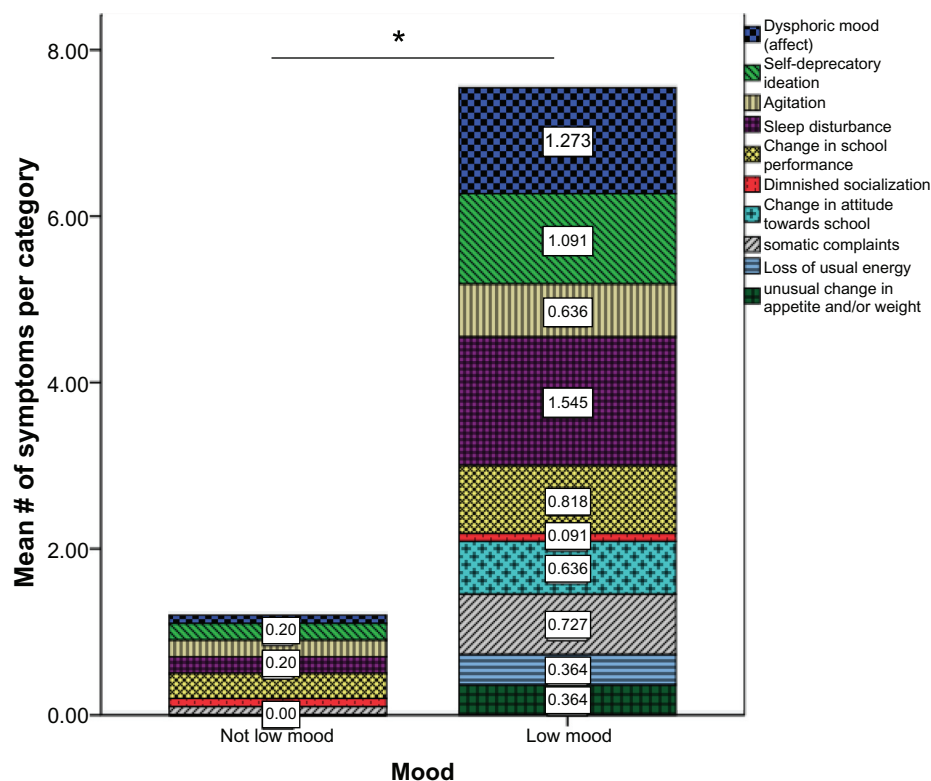 8.00
6.00
4.00
2.00
0.00
Mean # of symptoms per category
*
0.20
0.20
0.00
1.273
1.091
0.636
1.545
0.818
0.091
0.636
0.727
0.364
0.364
Not low mood
Low mood
Mood
Dysphoric mood
(affect)
Self-deprecatory
ideation
Agitation
Sleep disturbance
Change in school
performance
Dimnished socialization
Change in attitude
towards school
somatic complaints
Loss of usual energy
unusual change in
appetite and/or weight